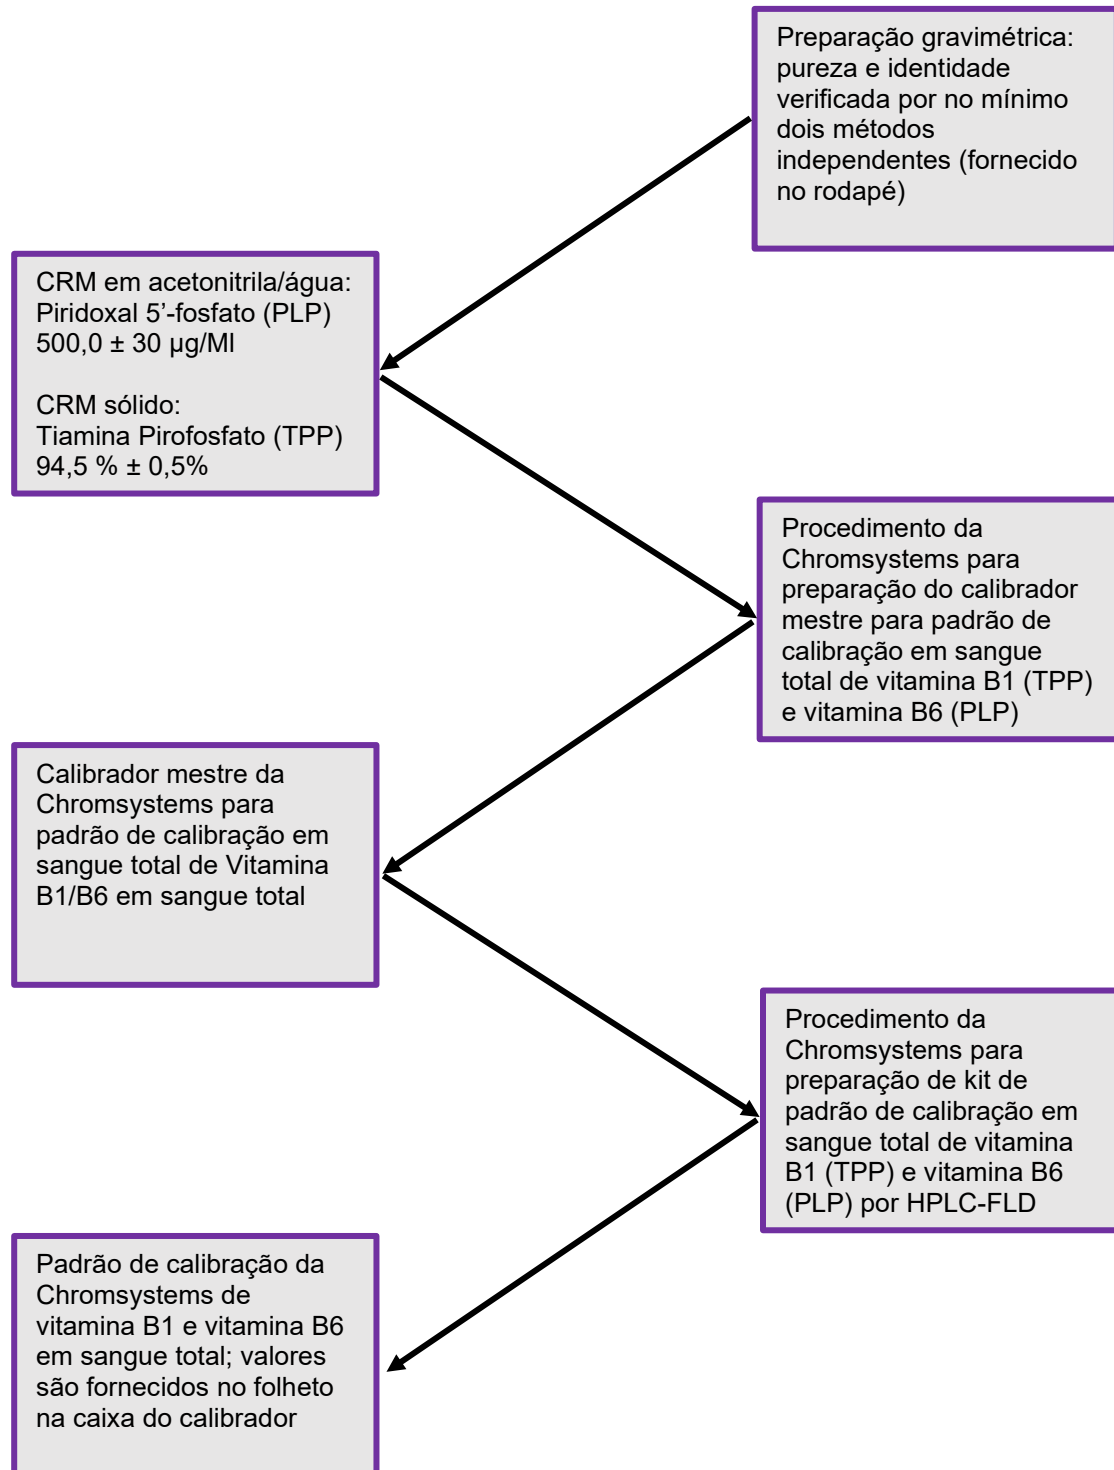 Preparação gravimétrica:
pureza e identidade
verificada por no mínimo
dois métodos
independentes (fornecido
no rodapé)
CRM em acetonitrila/água:
Piridoxal 5’-fosfato (PLP)
500,0 ± 30 µg/Ml
CRM sólido:
Tiamina Pirofosfato (TPP)
94,5 % ± 0,5%
Procedimento da
Chromsystems para
preparação do calibrador
mestre para padrão de
calibração em sangue
total de vitamina B1 (TPP)
e vitamina B6 (PLP)
Calibrador mestre da
Chromsystems para
padrão de calibração em
sangue total de Vitamina
B1/B6 em sangue total
Procedimento da
Chromsystems para
preparação de kit de
padrão de calibração em
sangue total de vitamina
B1 (TPP) e vitamina B6
(PLP) por HPLC-FLD
Padrão de calibração da
Chromsystems de
vitamina B1 e vitamina B6
em sangue total; valores
são fornecidos no folheto
na caixa do calibrador